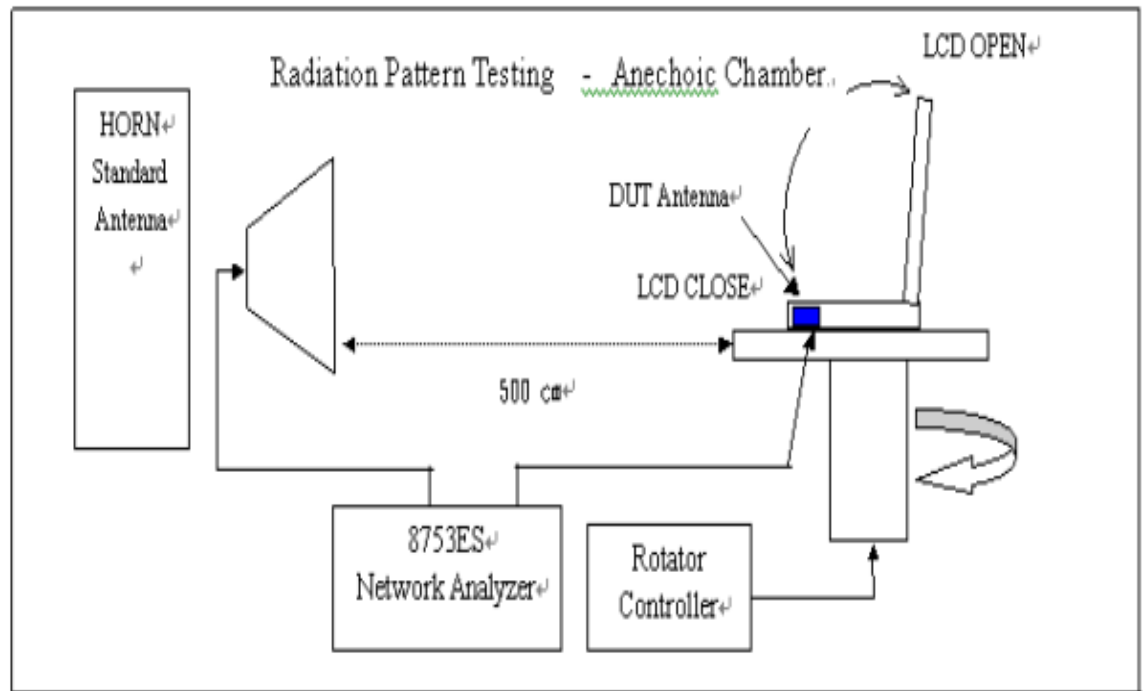 LCD OPEN↵
Radiation Pattern Testing - Anechoic Chamber.
HORN↵
Standard
Antenna↵
↵
DUT Antenna↵
LCD CLOSE↵
500 cm↵
8753ES↵
Network Analyzer↵
Rotator
Controller↵